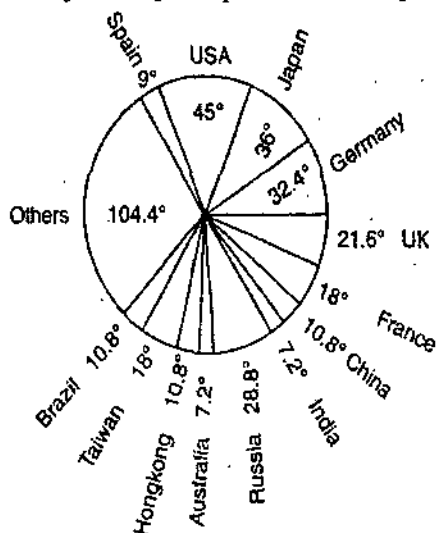 Spain
9°
USA
45°
Japan
36°
Germany
32.4°
21.6° UK
18°
France
10.8° China
7.2°
India
28.8°
Russia
7.2°
Australia
10.8°
Hongkong
18°
Taiwan
10.8°
Brazil
Others
104.4°